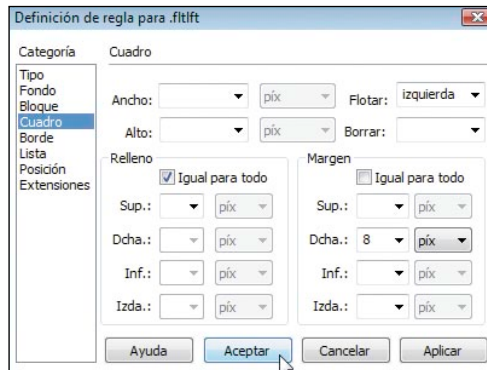 Definición de regla para .fltlft
Categoría
Cuadro
Tipo
Fondo
Bloque
Cuadro
Borde
Lista
Posición
Extensiones
Ancho: píx Flotar: izquierda
Alto: píx Borrar:
Relleno
Igual para todo
Sup.: píx
Dcha.: píx
Inf.: píx
Izda.: píx
Margen
Igual para todo
Sup.: píx
Dcha.: 8 píx
Inf.: píx
Izda.: píx
Ayuda Aceptar Cancelar Aplicar